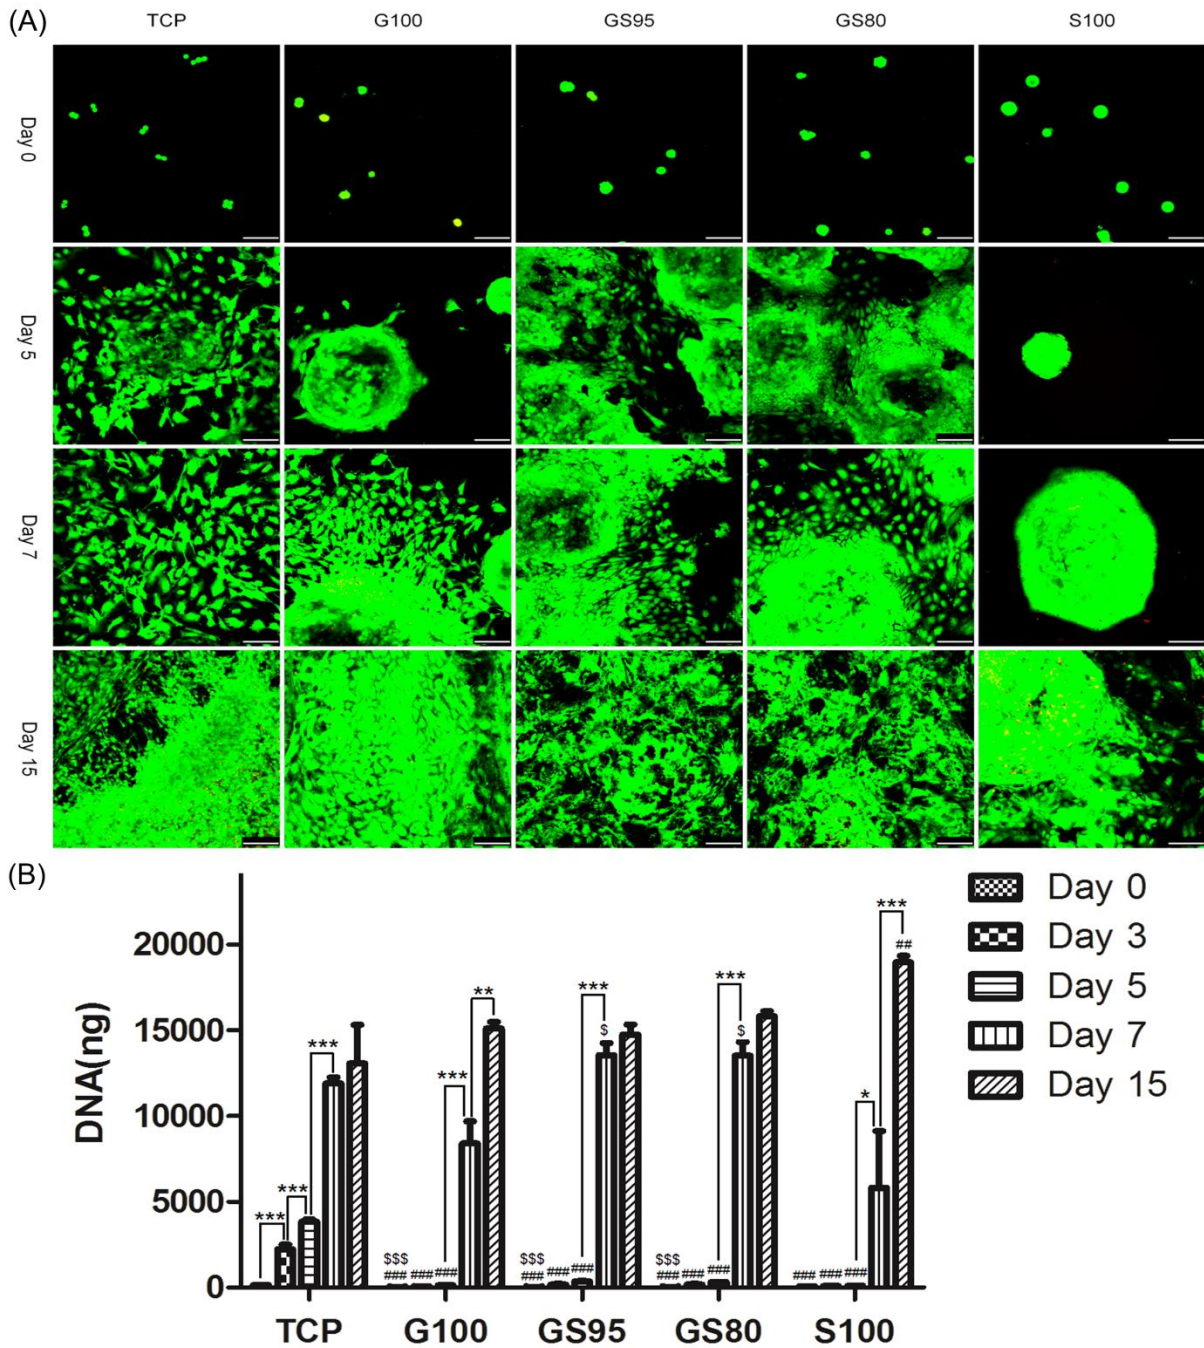 (A)
TCP G100 GS95 GS80 S100
Day 0
Day 5
Day 7
Day 15
(B)
DNA(ng)
20000
15000
10000
5000
0
***
***
***
***
**
***
***
*
***
##
$
$
$$$
### ### ###
$$$
### ### ###
$$$
### ### ###
### ### ###
TCP G100 GS95 GS80 S100
Day 0
Day 3
Day 5
Day 7
Day 15